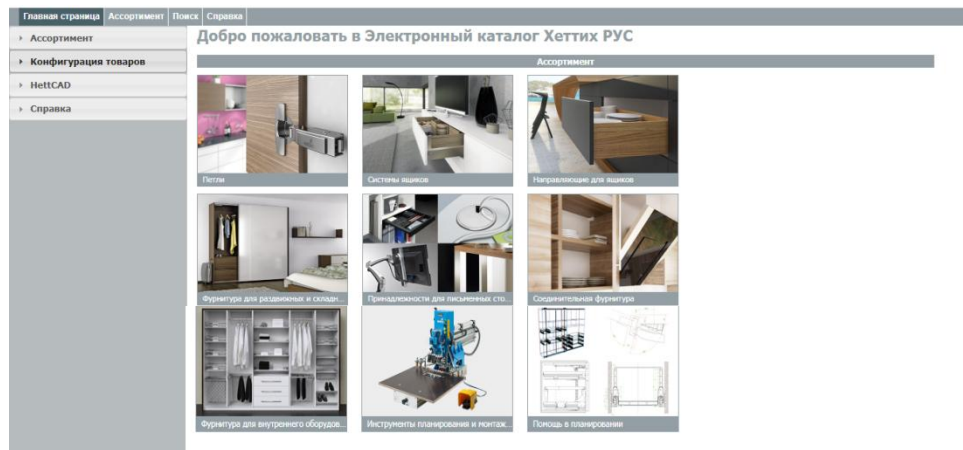 Главная страница Ассортимент Поиск Справка
Ассортимент
Конфигурация товаров
HettCAD
Справка
Добро пожаловать в Электронный каталог Хеттих РУС
Ассортимент
Петли
Системы ящиков
Направляющие для ящиков
Фурнитура для раздвижных и складн...
Принадлежности для письменных сто...
Соединительная фурнитура
Фурнитура для внутреннего оборудов...
Инструменты планирования и монтаж...
Помощь в планировании